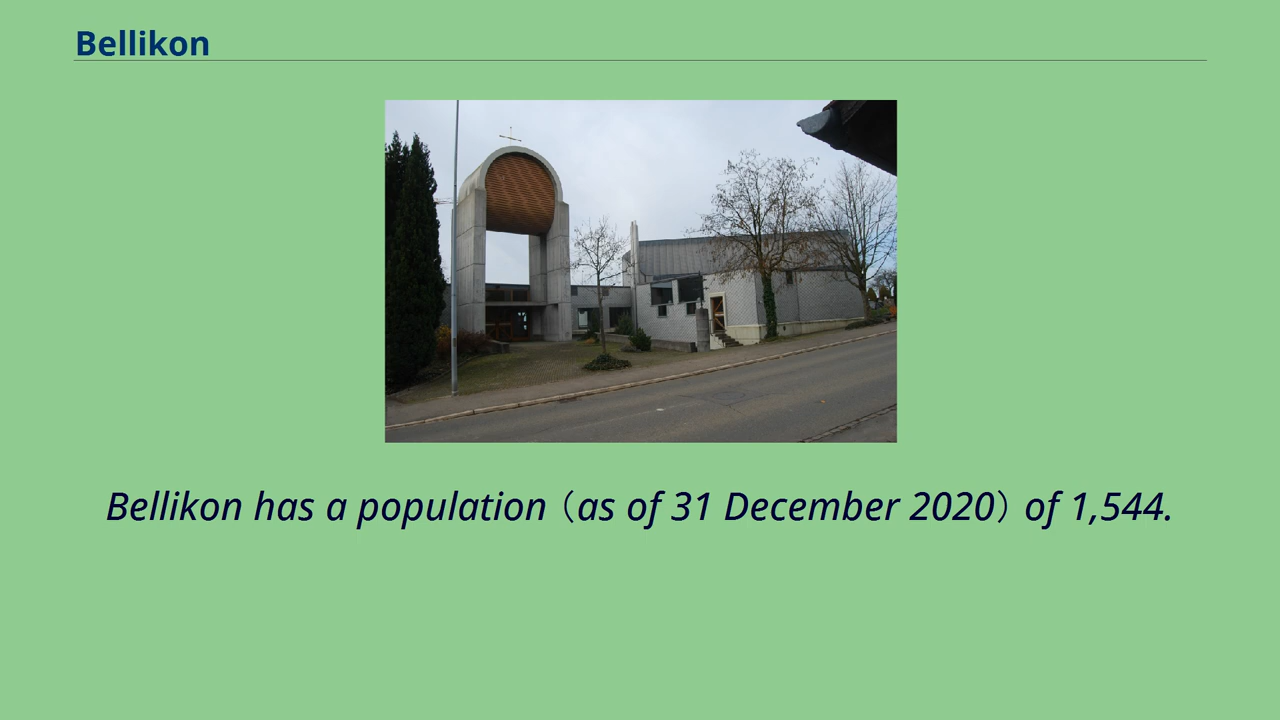 Bellikon
Bellikon has a population（as of 31 December 2020）of 1,544.